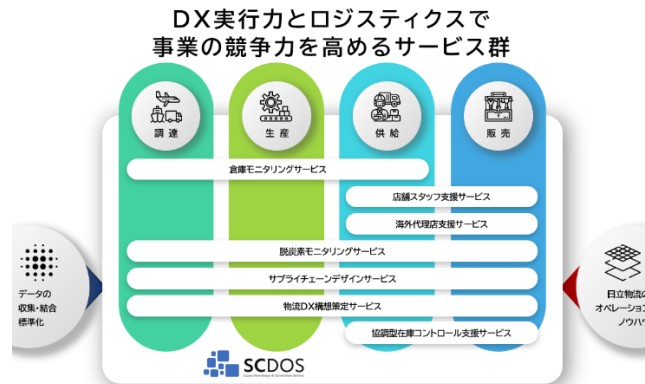 DX実行力とロジスティクスで
事業の競争力を高めるサービス群
調達
生産
供給
販売
倉庫モニタリングサービス
店舗スタッフ支援サービス
海外代理店支援サービス
脱炭素モニタリングサービス
サプライチェーンデザインサービス
物流DX構想策定サービス
協調型在庫コントロール支援サービス
データの
収集・結合
標準化
日立物流の
オペレーション
ノウハウ
SCDOS